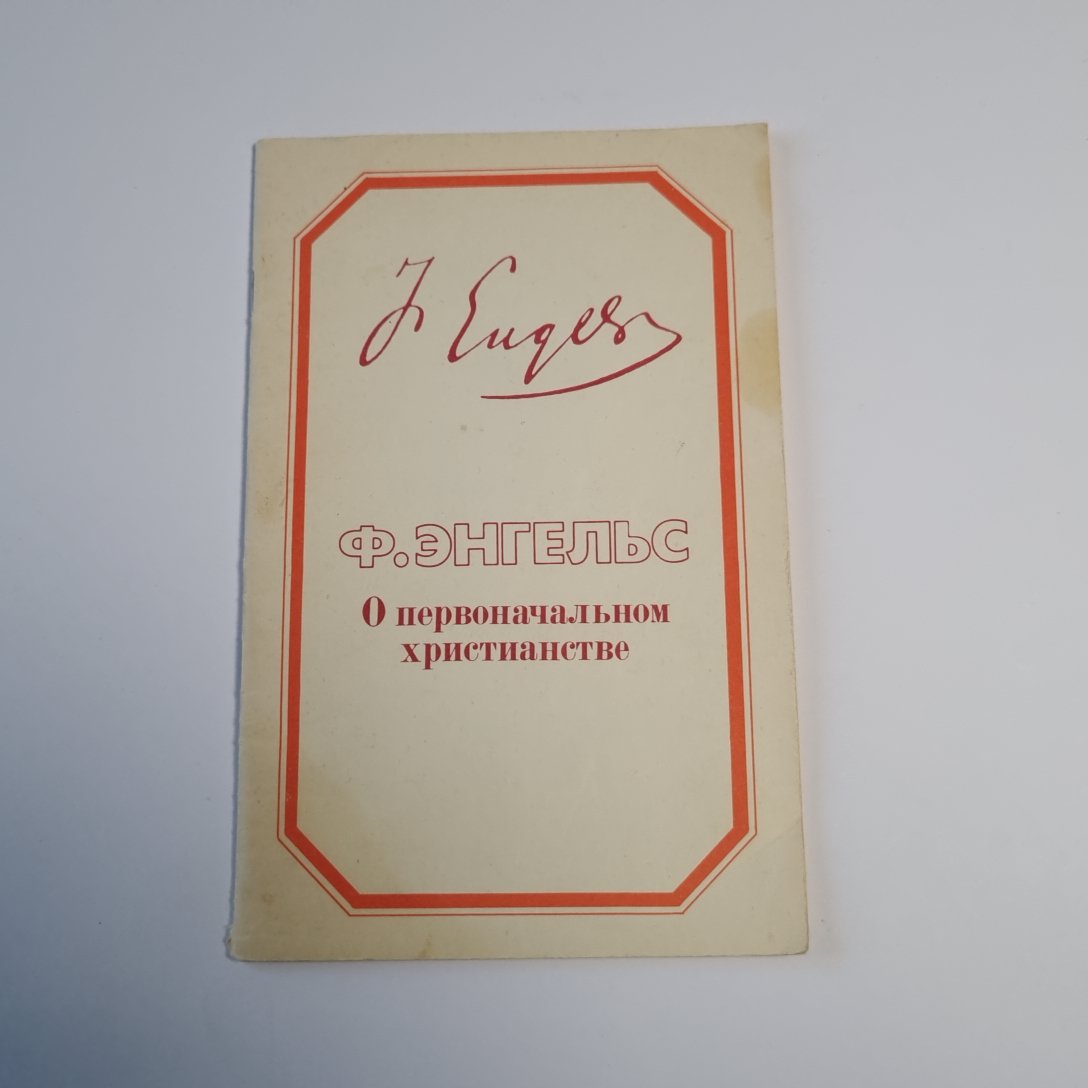 F Engels
Ф.ЭНГЕЛЬС
О первоначальном
христианстве